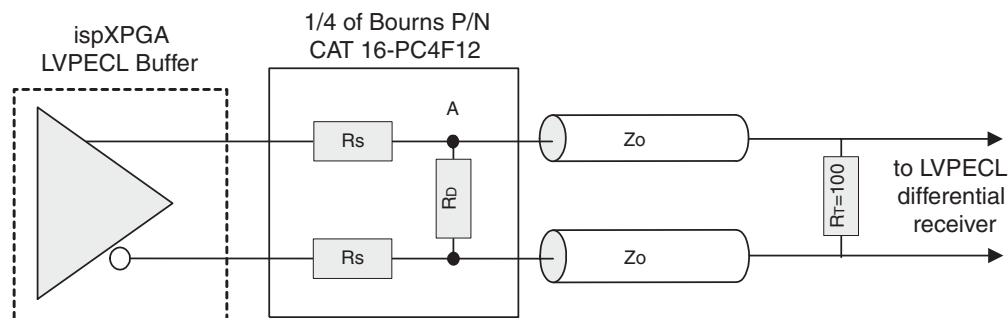 ispXPGA
LVPECL Buffer
1/4 of Bourns P/N
CAT 16-PC4F12
A
Rs
RD
Rs
Zo
Zo
RT=100
to LVPECL
differential
receiver